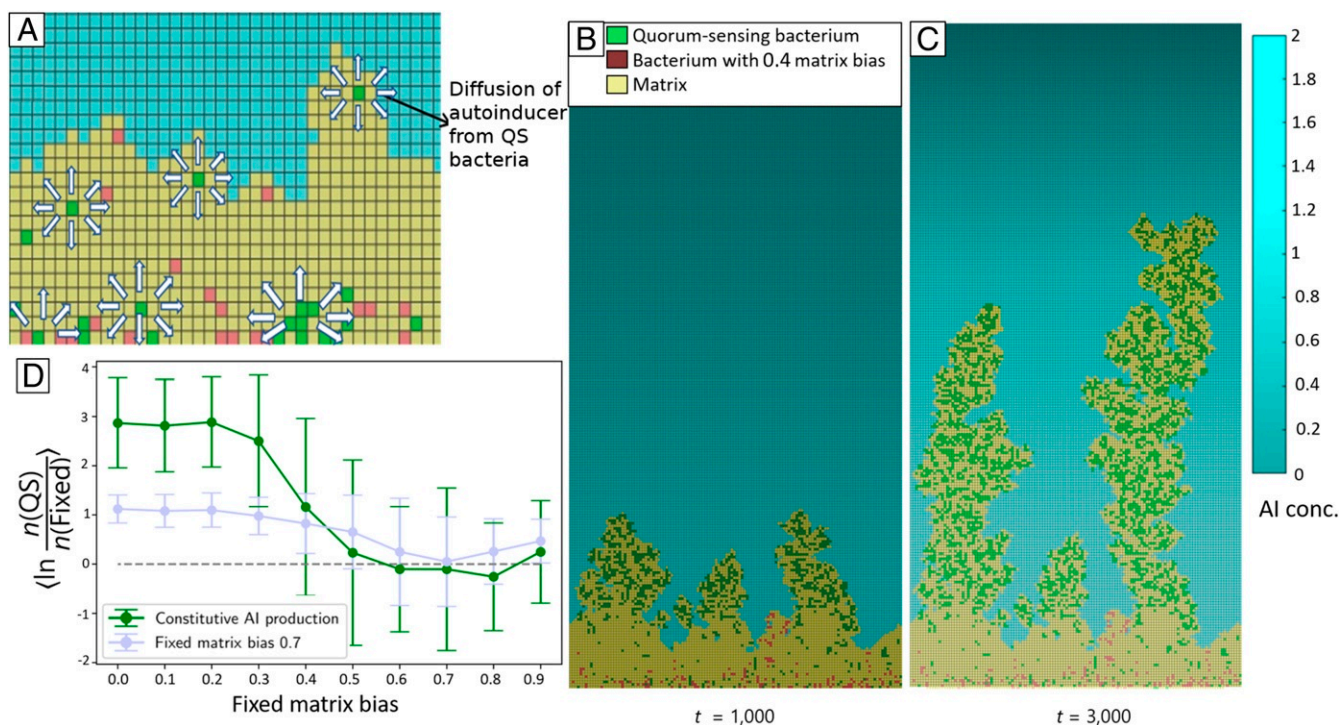 A
Diffusion of
autoinducer
from QS
bacteria
B
Quorum-sensing bacterium
Bacterium with 0.4 matrix bias
Matrix
t = 1,000
C
t = 3,000
2
1.8
1.6
1.4
1.2
1
0.8
0.6
0.4
0.2
0
AI conc.
D
⟨ln n(QS)/n(Fixed)⟩
4
3
2
1
0
-1
-2
Constitutive AI production
Fixed matrix bias 0.7
0.0 0.1 0.2 0.3 0.4 0.5 0.6 0.7 0.8 0.9
Fixed matrix bias